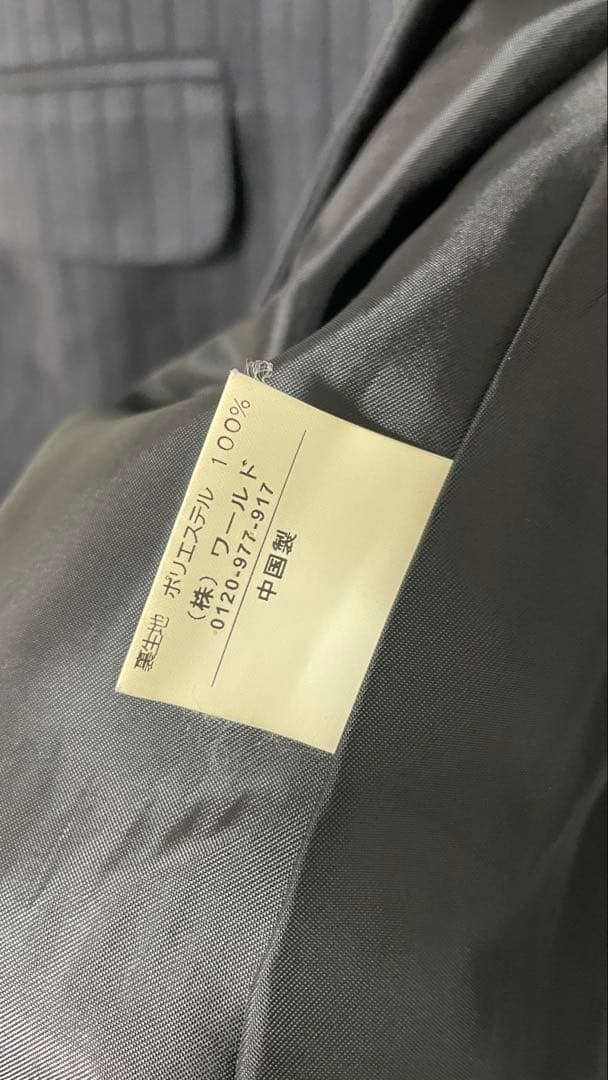 裏生地 ポリエステル 100%
(株) ワールド
0120-977-917
中国製